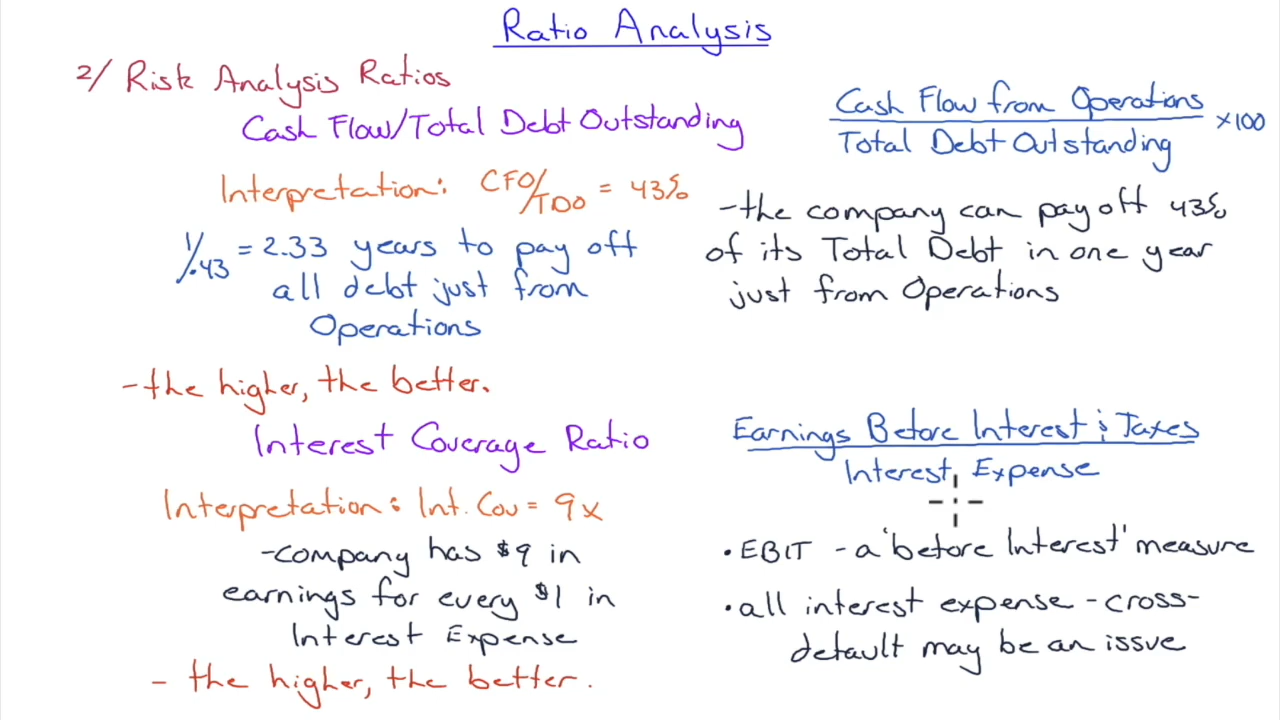 Ratio Analysis
2/ Risk Analysis Ratios
Cash Flow/Total Debt Outstanding
Cash Flow from Operations
Total Debt Outstanding
×100
Interpretation: CFO/TDO = 43%
-the company can pay off 43%
of its Total Debt in one year
just from Operations
1/.43 = 2.33 years to pay off
all debt just from
Operations
-the higher, the better.
Interest Coverage Ratio
Earnings Before Interest & Taxes
Interest Expense
Interpretation: Int. Cov = 9x
-company has $9 in
earnings for every $1 in
Interest Expense
- the higher, the better.
• EBIT - a 'before Interest' measure
• all interest expense - cross-
default may be an issue